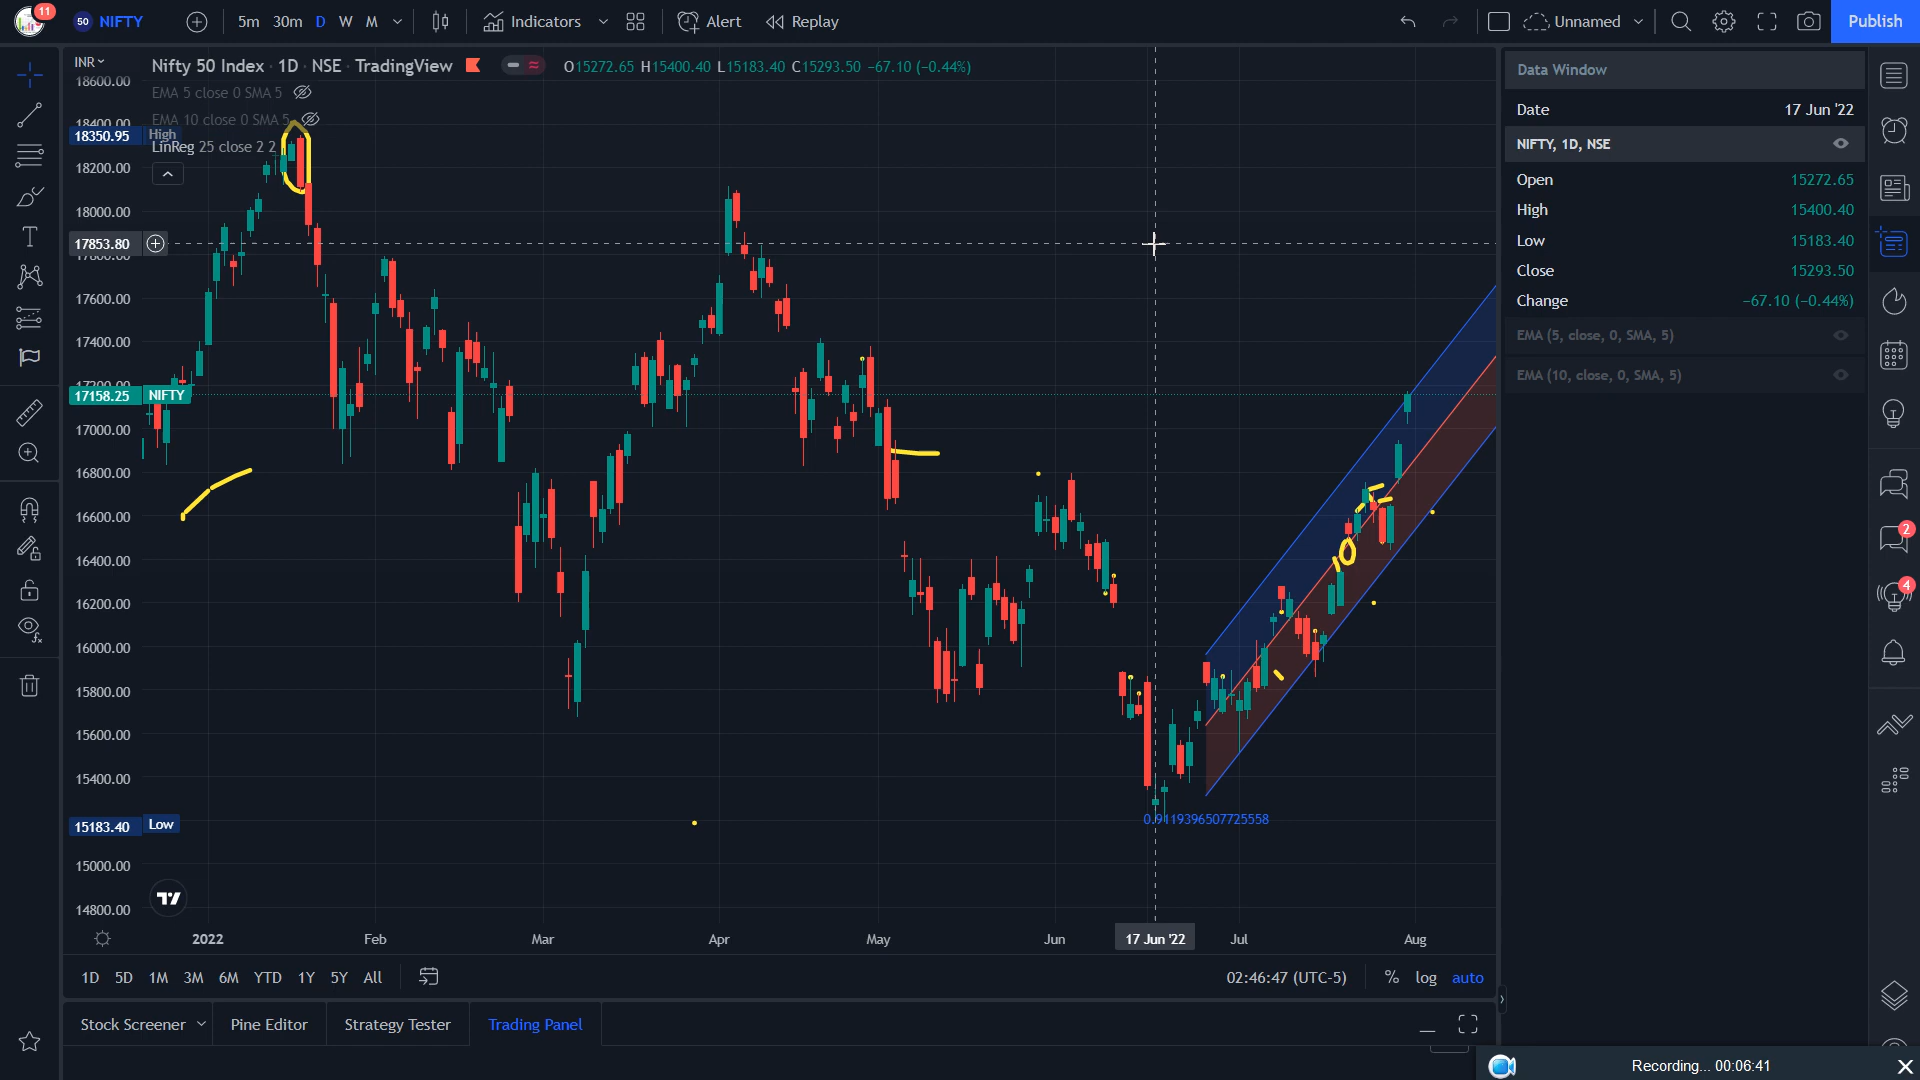 11
50 NIFTY 5m 30m D W M Indicators Alert Replay Unnamed Publish
INR
Nifty 50 Index · 1D · NSE · TradingView O15272.65 H15400.40 L15183.40 C15293.50 −67.10 (−0.44%)
EMA 5 close 0 SMA 5
EMA 10 close 0 SMA 5
LinReg 25 close 2 2
18600.00
18400.00
18350.95 High
18200.00
18000.00
17853.80
17800.00
17600.00
17400.00
17200.00
17158.25 NIFTY
17000.00
16800.00
16600.00
16400.00
16200.00
16000.00
15800.00
15600.00
15400.00
15183.40 Low
15000.00
14800.00
0.9119396507725558
2022 Feb Mar Apr May Jun 17 Jun '22 Jul Aug
1D 5D 1M 3M 6M YTD 1Y 5Y All 02:46:47 (UTC-5) % log auto
Stock Screener Pine Editor Strategy Tester Trading Panel
Data Window
Date 17 Jun '22
NIFTY, 1D, NSE
Open 15272.65
High 15400.40
Low 15183.40
Close 15293.50
Change −67.10 (−0.44%)
EMA (5, close, 0, SMA, 5)
EMA (10, close, 0, SMA, 5)
2
4
Recording... 00:06:41